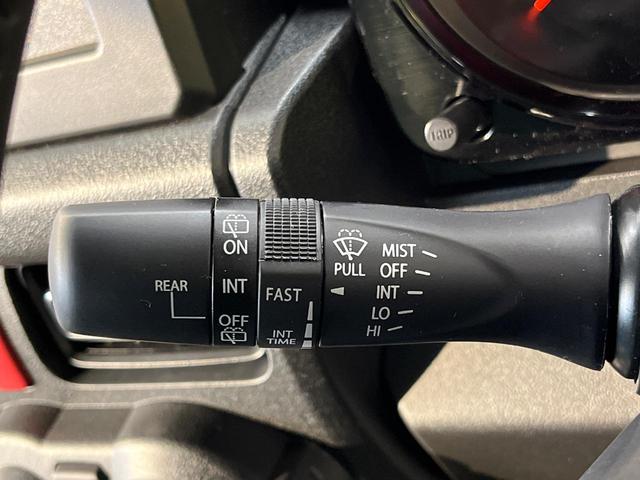 TRIP
REAR
ON
INT
OFF
FAST
INT
TIME
PULL
MIST
OFF
INT
LO
HI